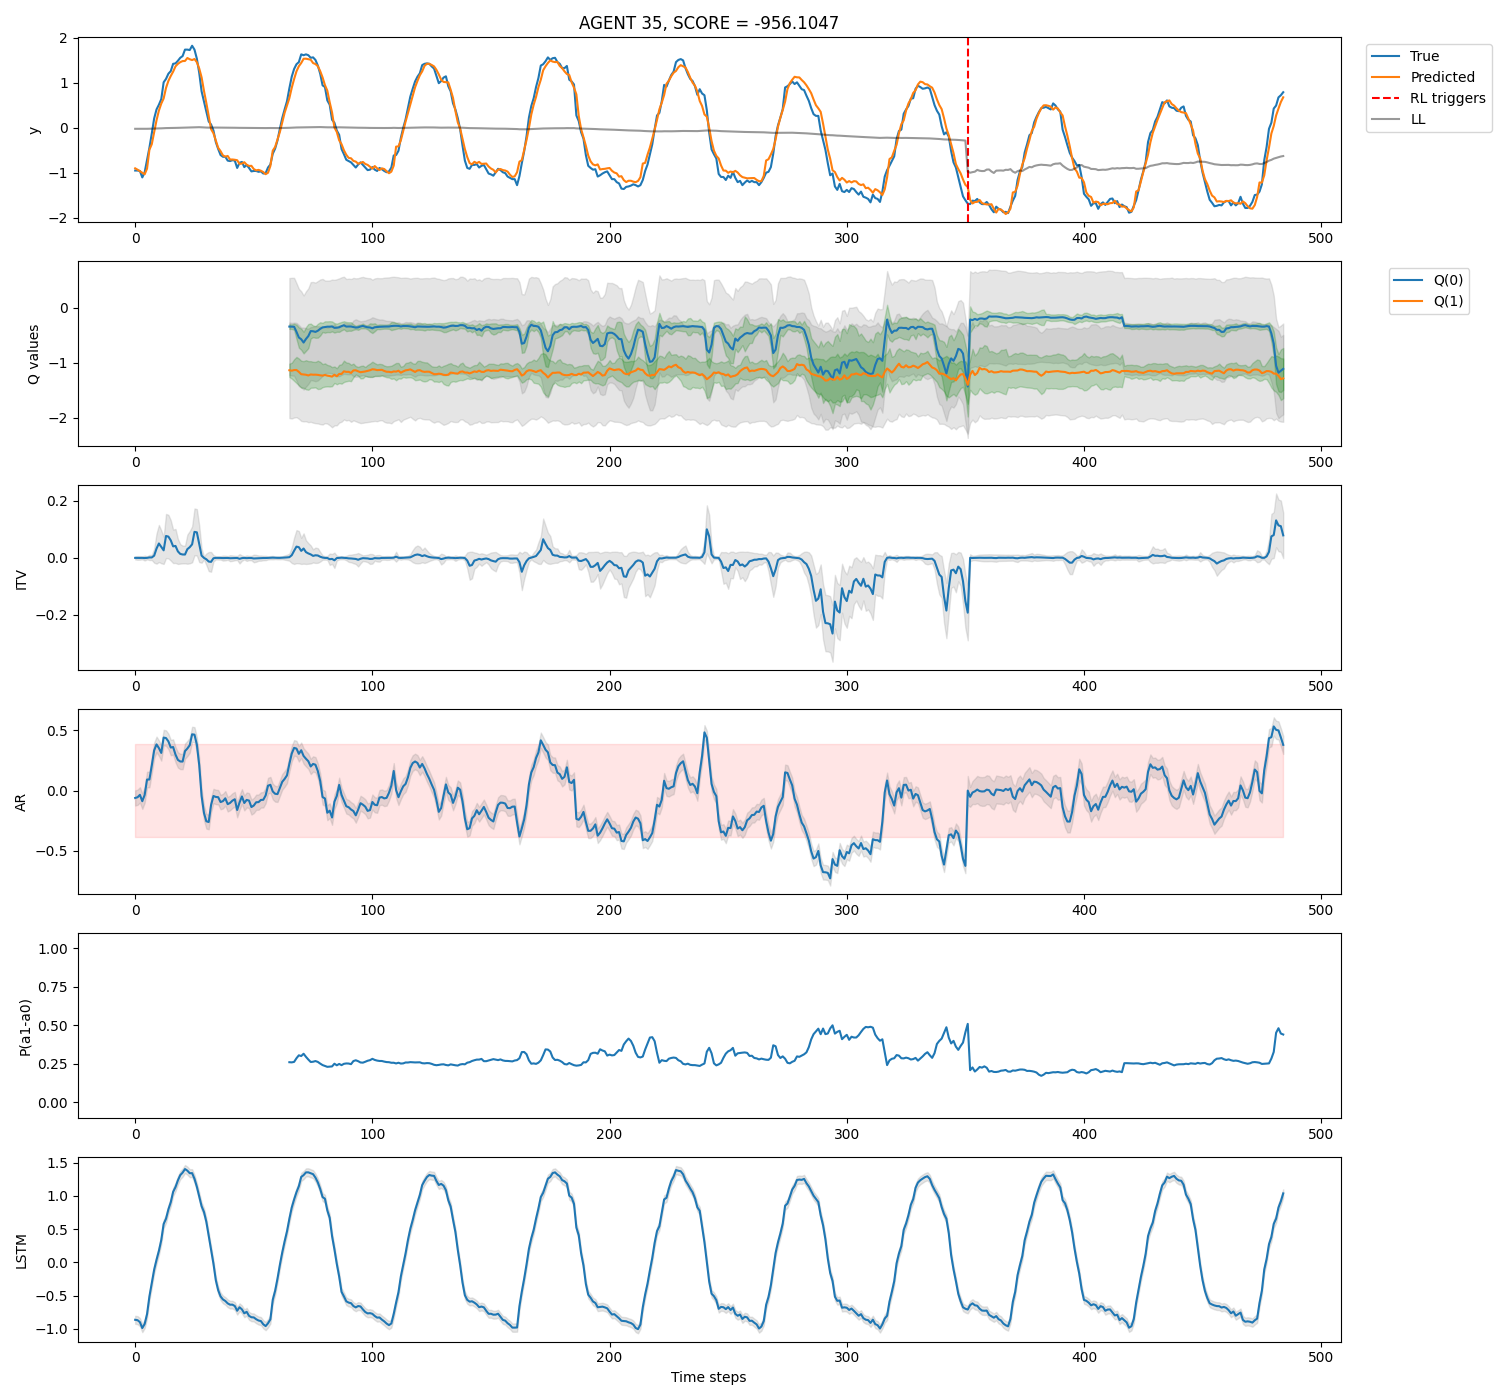 AGENT 35, SCORE = -956.1047
y
2
1
0
−1
−2
0 100 200 300 400 500
True
Predicted
RL triggers
LL
Q values
0
−1
−2
0 100 200 300 400 500
Q(0)
Q(1)
ITV
0.2
0.0
−0.2
0 100 200 300 400 500
AR
0.5
0.0
−0.5
0 100 200 300 400 500
P(a1-a0)
1.00
0.75
0.50
0.25
0.00
0 100 200 300 400 500
LSTM
1.5
1.0
0.5
0.0
−0.5
−1.0
0 100 200 300 400 500
Time steps